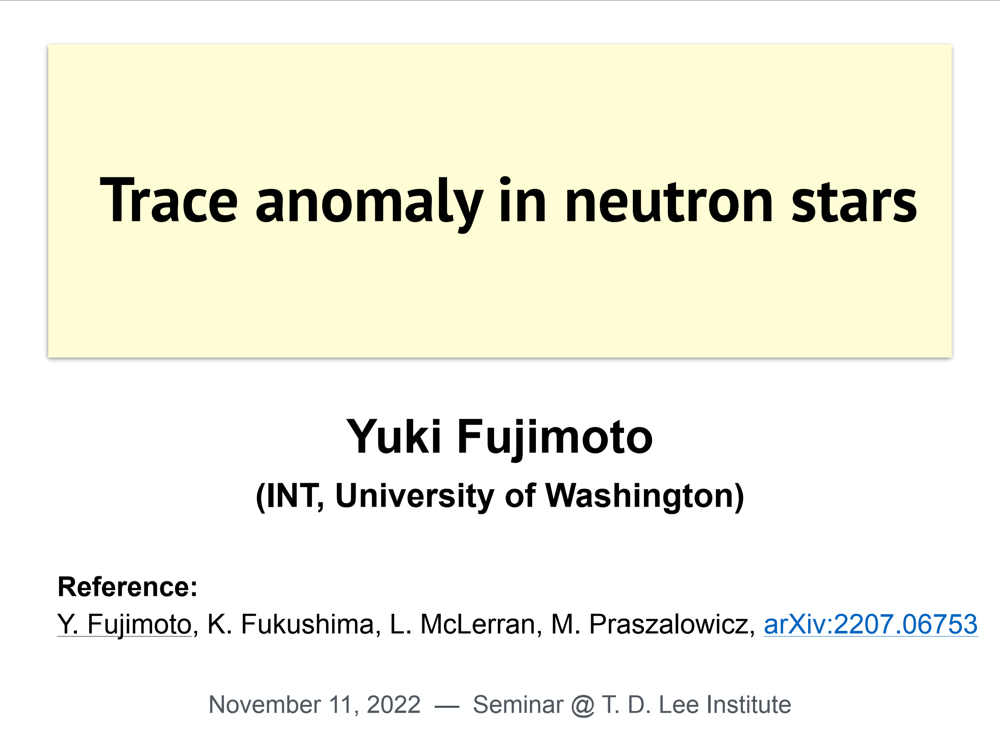 Trace anomaly in neutron stars
Yuki Fujimoto
(INT, University of Washington)
Reference:
Y. Fujimoto, K. Fukushima, L. McLerran, M. Praszalowicz, arXiv:2207.06753
November 11, 2022 — Seminar @ T. D. Lee Institute